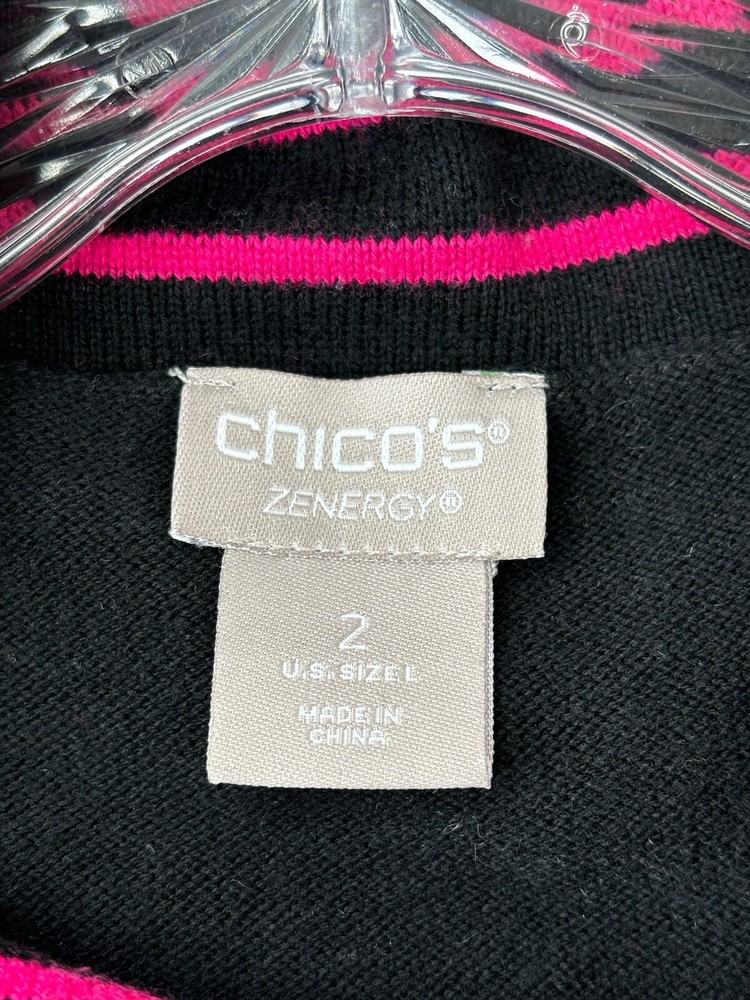 chico's®
ZENERGY®
2
U.S. SIZE L
MADE IN
CHINA